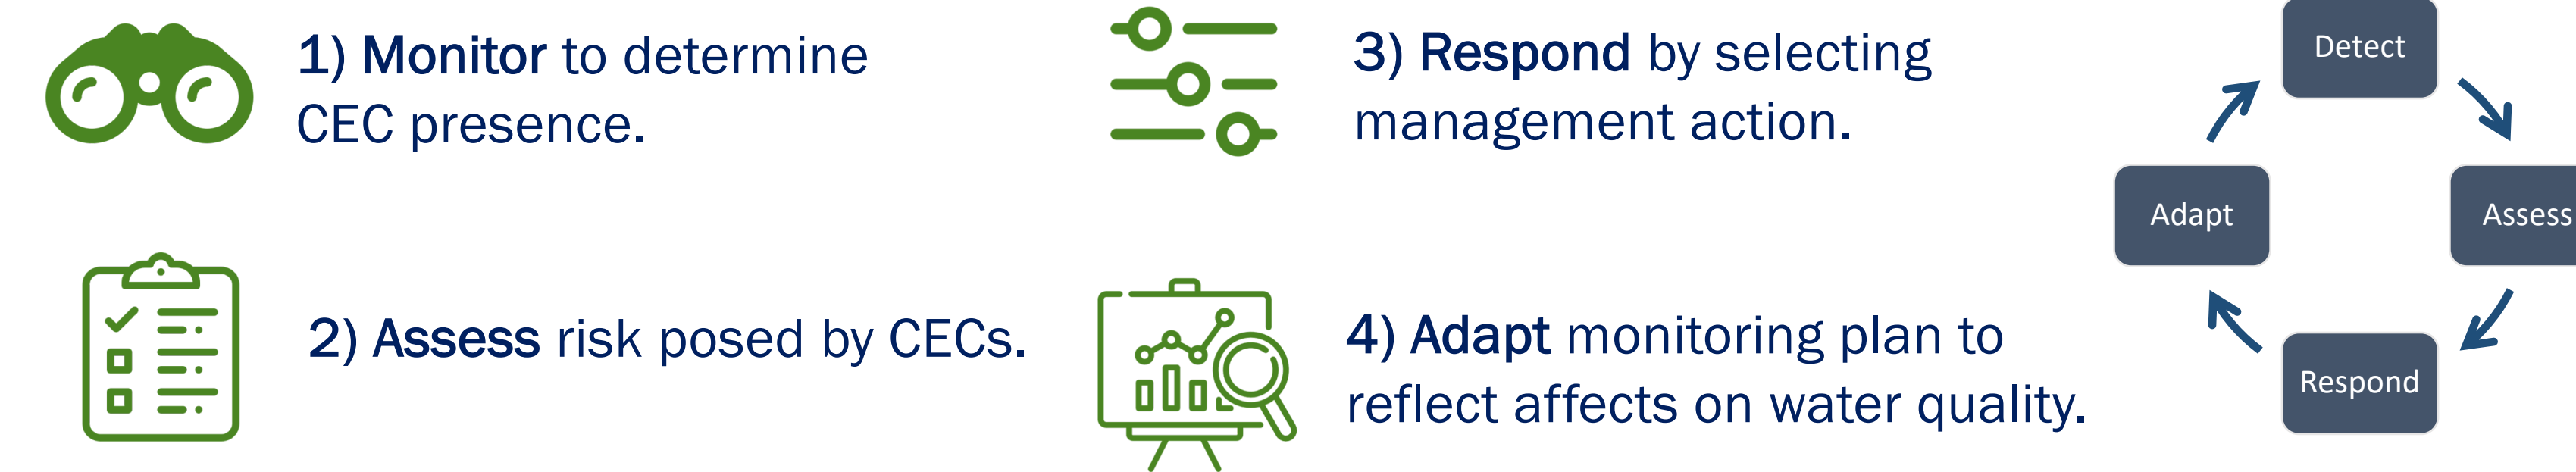 1) Monitor to determine
CEC presence.
2) Assess risk posed by CECs.
3) Respond by selecting
management action.
4) Adapt monitoring plan to
reflect affects on water quality.
Detect
Assess
Respond
Adapt